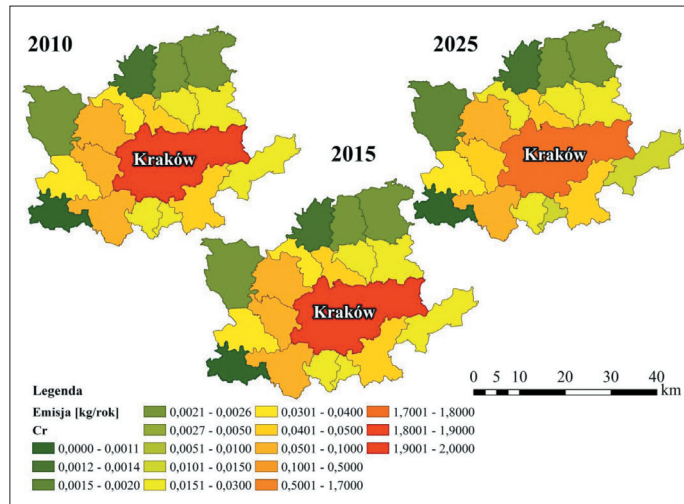 2010
2025
Kraków
Kraków
2015
Kraków
Legenda
Emisja [kg/rok]
Cr
0,0000 - 0,0011
0,0012 - 0,0014
0,0015 - 0,0020
0,0021 - 0,0026
0,0027 - 0,0050
0,0051 - 0,0100
0,0101 - 0,0150
0,0151 - 0,0300
0,0301 - 0,0400
0,0401 - 0,0500
0,0501 - 0,1000
0,1001 - 0,5000
0,5001 - 1,7000
1,7001 - 1,8000
1,8001 - 1,9000
1,9001 - 2,0000
0 5 10 20 30 40
km